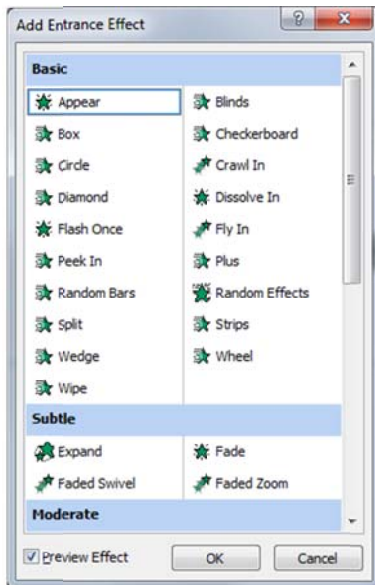 Add Entrance Effect
Basic
Appear Blinds
Box Checkerboard
Circle Crawl In
Diamond Dissolve In
Flash Once Fly In
Peek In Plus
Random Bars Random Effects
Split Strips
Wedge Wheel
Wipe
Subtle
Expand Fade
Faded Swivel Faded Zoom
Moderate
Preview Effect OK Cancel